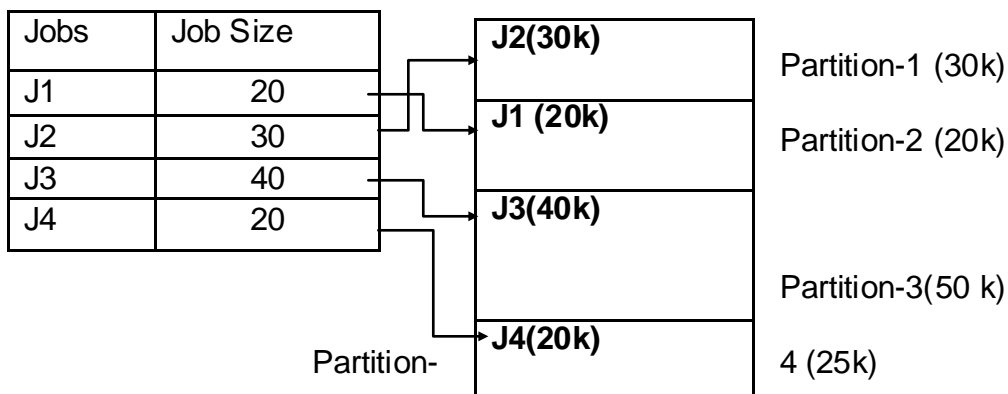 Jobs Job Size
J1 20
J2 30
J3 40
J4 20
J2(30k)
Partition-1 (30k)
J1 (20k)
Partition-2 (20k)
J3(40k)
Partition-3(50 k)
J4(20k)
Partition- 4 (25k)